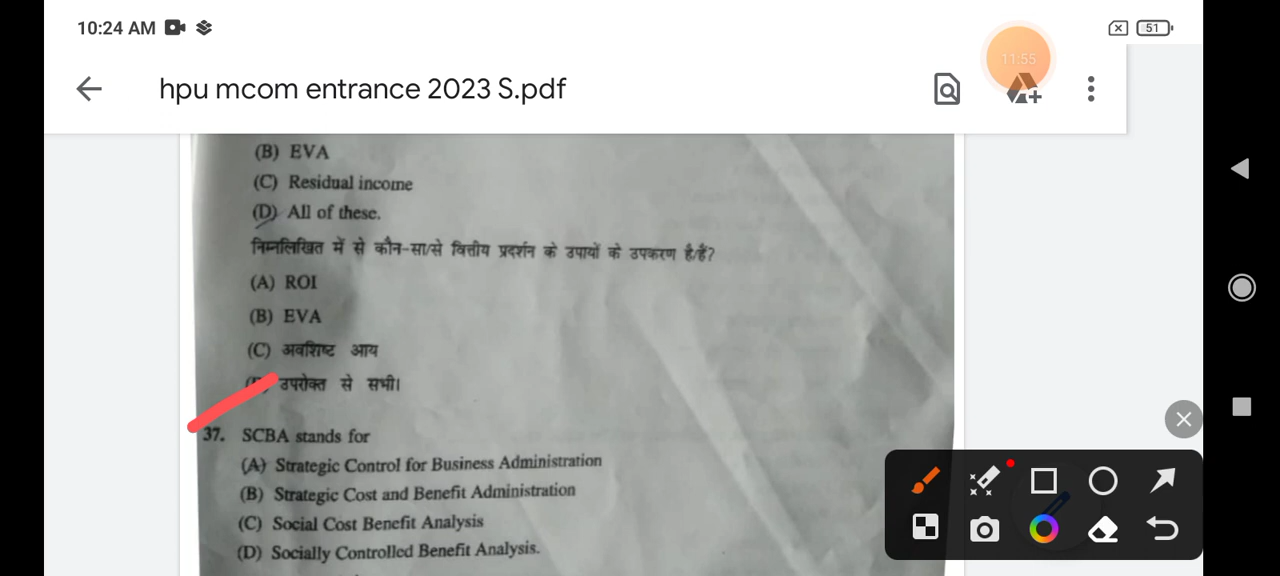 10:24 AM
51
11:55
hpu mcom entrance 2023 S.pdf
(B) EVA
(C) Residual income
(D) All of these.
निम्नलिखित में से कौन-सा/से वित्तीय प्रदर्शन के उपायों के उपकरण है/हैं?
(A) ROI
(B) EVA
(C) अवशिष्ट आय
उपरोक्त से सभी।
37. SCBA stands for
(A) Strategic Control for Business Administration
(B) Strategic Cost and Benefit Administration
(C) Social Cost Benefit Analysis
(D) Socially Controlled Benefit Analysis.